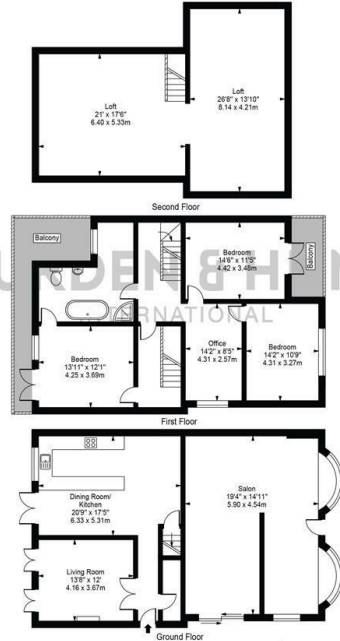 Loft
21' x 17'6"
6.40 x 5.33m
Loft
26'8" x 13'10"
8.14 x 4.21m
Second Floor
Balcony
Bedroom
14'6" x 11'5"
4.42 x 3.48m
Balcony
URDEN & H
INTERNATIONAL
Bedroom
13'11" x 12'1"
4.25 x 3.69m
Office
14'2" x 8'5"
4.31 x 2.57m
Bedroom
14'2" x 10'9"
4.31 x 3.27m
First Floor
Dining Room/
Kitchen
20'9" x 17'5"
6.33 x 5.31m
Salon
19'4" x 14'11"
5.90 x 4.54m
Living Room
13'8" x 12'
4.16 x 3.67m
Ground Floor